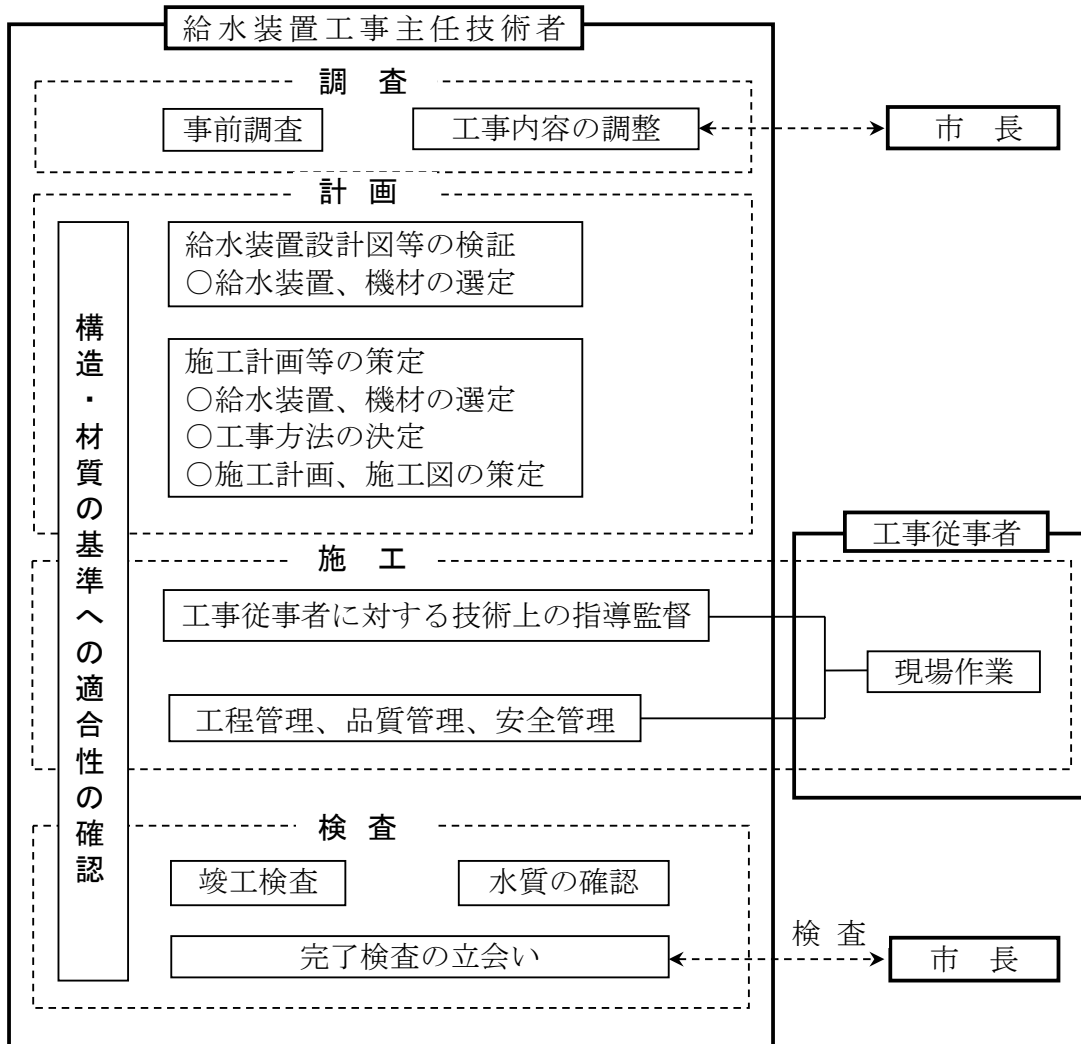 給水装置工事主任技術者
調 査
事前調査
工事内容の調整
市 長
計 画
構造・材質の基準への適合性の確認
給水装置設計図等の検証
○給水装置、機材の選定
施工計画等の策定
○給水装置、機材の選定
○工事方法の決定
○施工計画、施工図の策定
工事従事者
施 工
工事従事者に対する技術上の指導監督
現場作業
工程管理、品質管理、安全管理
検 査
竣工検査
水質の確認
完了検査の立会い
検 査
市 長